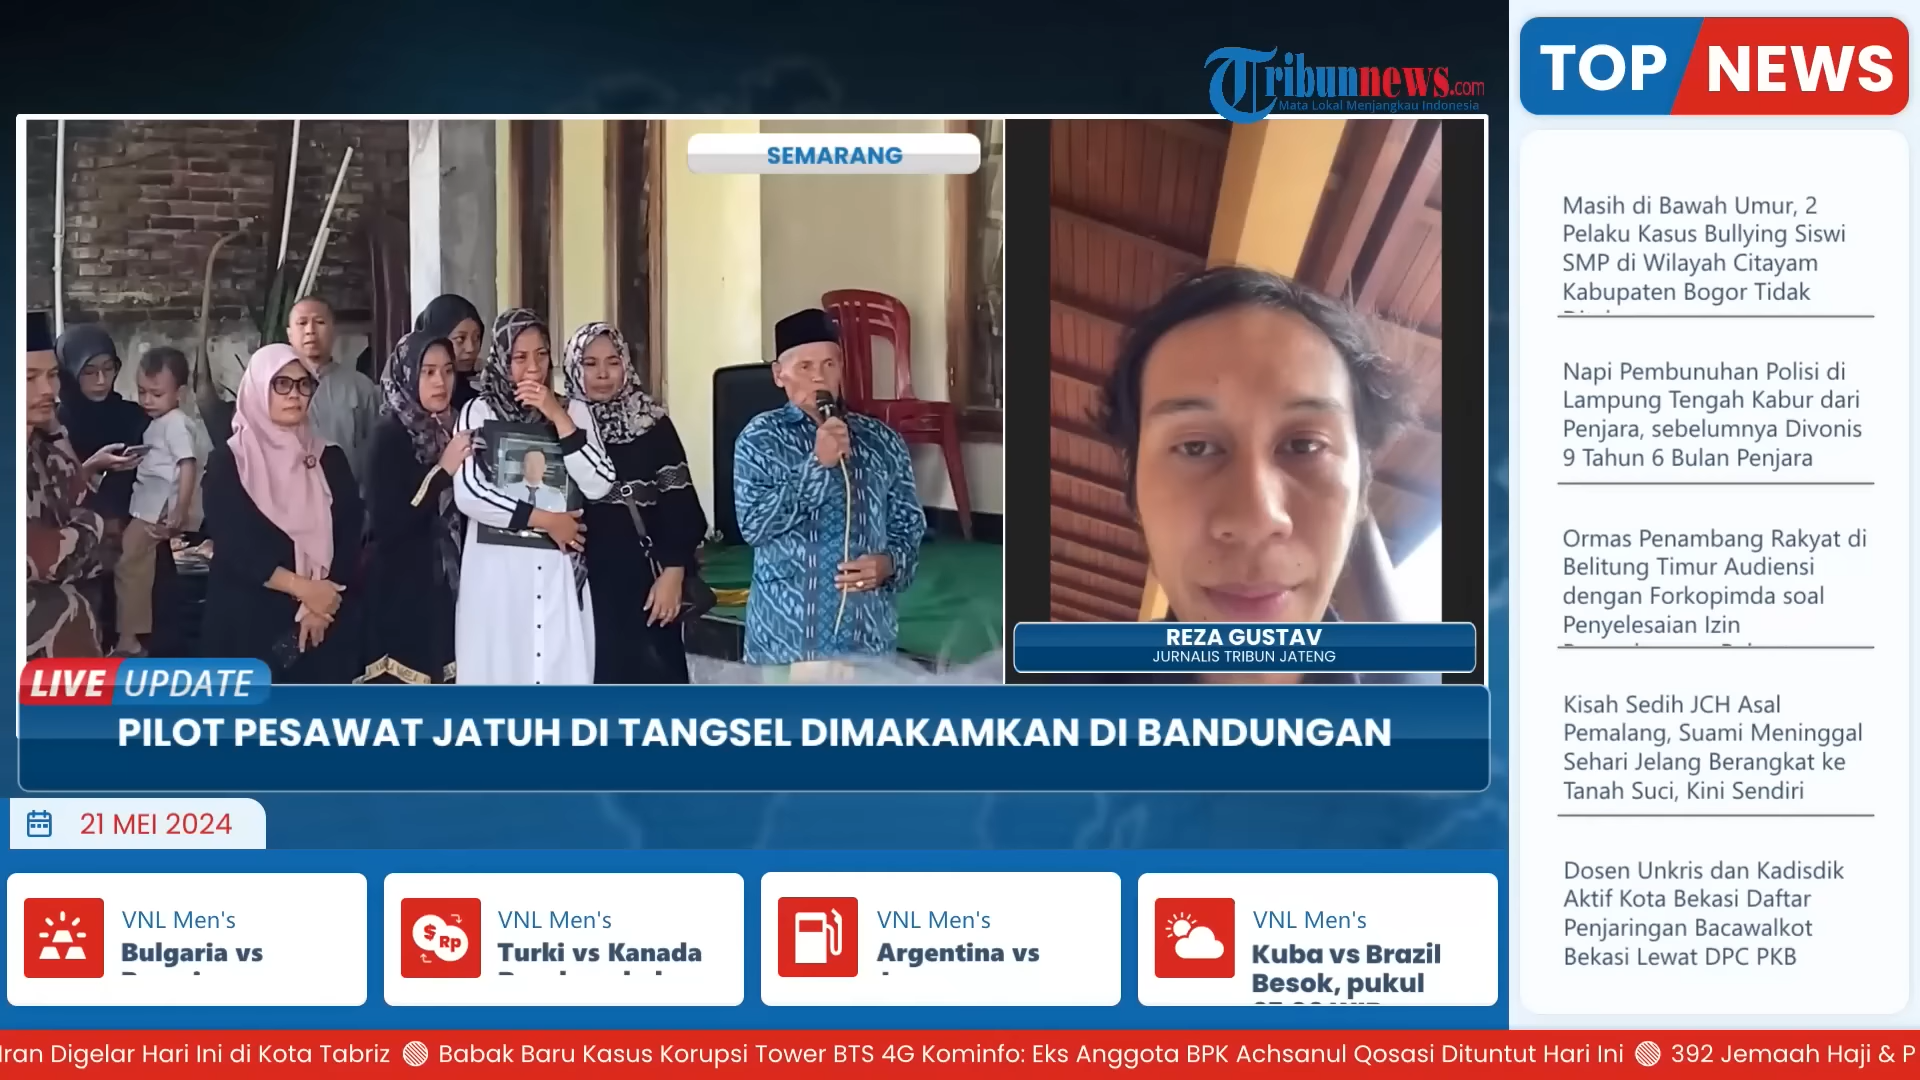 Tribunnews.com
Mata Lokal Menjangkau Indonesia
TOP NEWS
SEMARANG
REZA GUSTAV
JURNALIS TRIBUN JATENG
LIVE UPDATE
PILOT PESAWAT JATUH DI TANGSEL DIMAKAMKAN DI BANDUNGAN
21 MEI 2024
Masih di Bawah Umur, 2
Pelaku Kasus Bullying Siswi
SMP di Wilayah Citayam
Kabupaten Bogor Tidak
Napi Pembunuhan Polisi di
Lampung Tengah Kabur dari
Penjara, sebelumnya Divonis
9 Tahun 6 Bulan Penjara
Ormas Penambang Rakyat di
Belitung Timur Audiensi
dengan Forkopimda soal
Penyelesaian Izin
Kisah Sedih JCH Asal
Pemalang, Suami Meninggal
Sehari Jelang Berangkat ke
Tanah Suci, Kini Sendiri
Dosen Unkris dan Kadisdik
Aktif Kota Bekasi Daftar
Penjaringan Bacawalkot
Bekasi Lewat DPC PKB
VNL Men's
Bulgaria vs
$ Rp
VNL Men's
Turki vs Kanada
VNL Men's
Argentina vs
VNL Men's
Kuba vs Brazil
Besok, pukul
Iran Digelar Hari Ini di Kota Tabriz Babak Baru Kasus Korupsi Tower BTS 4G Kominfo: Eks Anggota BPK Achsanul Qosasi Dituntut Hari Ini 392 Jemaah Haji & P